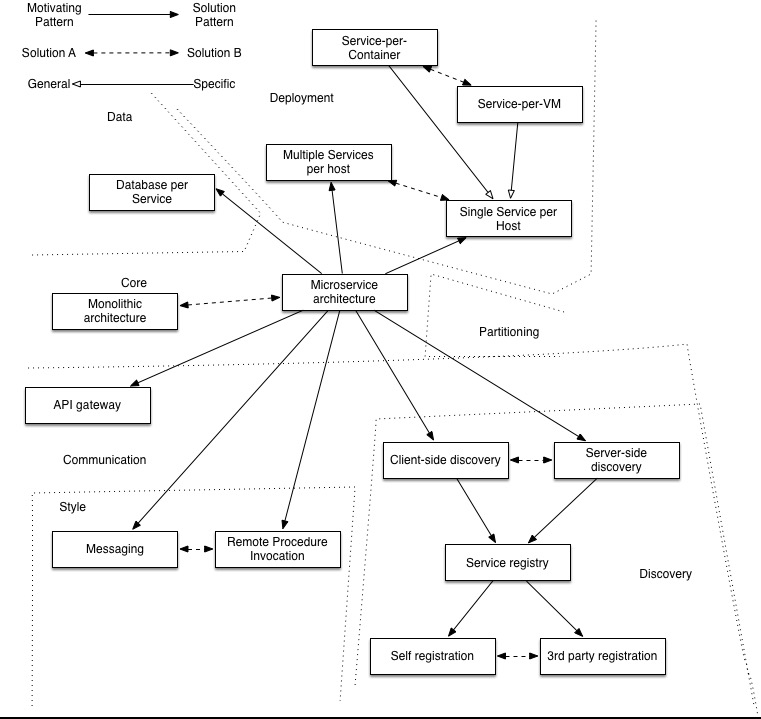 Motivating
Pattern
Solution
Pattern
Solution A
Solution B
General
Specific
Service-per-
Container
Service-per-VM
Deployment
Data
Multiple Services
per host
Database per
Service
Single Service per
Host
Core
Monolithic
architecture
Microservice
architecture
Partitioning
API gateway
Communication
Client-side discovery
Server-side
discovery
Style
Messaging
Remote Procedure
Invocation
Service registry
Discovery
Self registration
3rd party registration